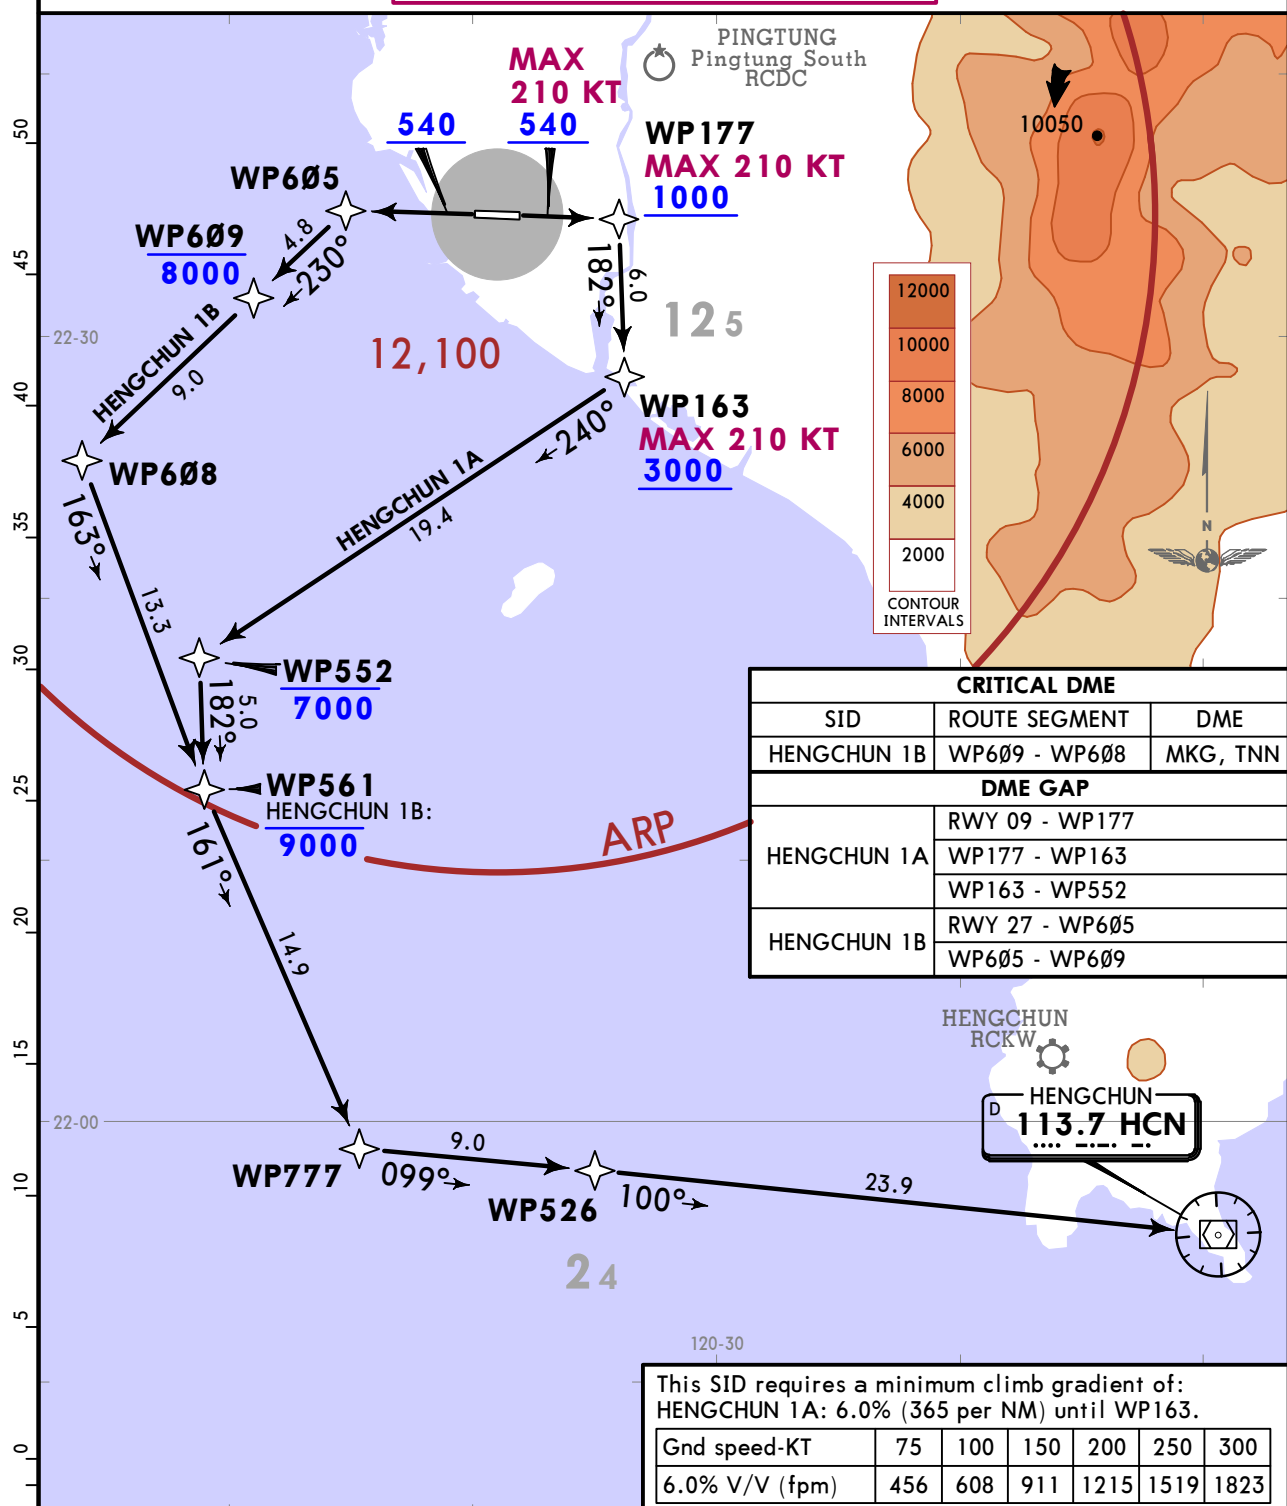 PINGTUNG
Pingtung South
RCDC
MAX
210 KT
540
540
WP177
MAX 210 KT
1000
WP6Ø5
WP6Ø9
8000
4.8
230°
182°
6.0
12 5
12,100
22-30
HENGCHUN 1B
9.0
WP163
MAX 210 KT
3000
240°
HENGCHUN 1A
19.4
WP6Ø8
163°
13.3
WP552
7000
5.0
182°
WP561
HENGCHUN 1B:
9000
161°
14.9
ARP
10050
12000
10000
8000
6000
4000
2000
CONTOUR
INTERVALS
N
CRITICAL DME
SID ROUTE SEGMENT DME
HENGCHUN 1B WP6Ø9 - WP6Ø8 MKG, TNN
DME GAP
HENGCHUN 1A
RWY 09 - WP177
WP177 - WP163
WP163 - WP552
HENGCHUN 1B
RWY 27 - WP6Ø5
WP6Ø5 - WP6Ø9
HENGCHUN
RCKW
HENGCHUN
D 113.7 HCN
22-00
WP777
099°
9.0
WP526
100°
23.9
2 4
120-30
50
45
40
35
30
25
20
15
10
5
0
This SID requires a minimum climb gradient of:
HENGCHUN 1A: 6.0% (365 per NM) until WP163.
Gnd speed-KT 75 100 150 200 250 300
6.0% V/V (fpm) 456 608 911 1215 1519 1823